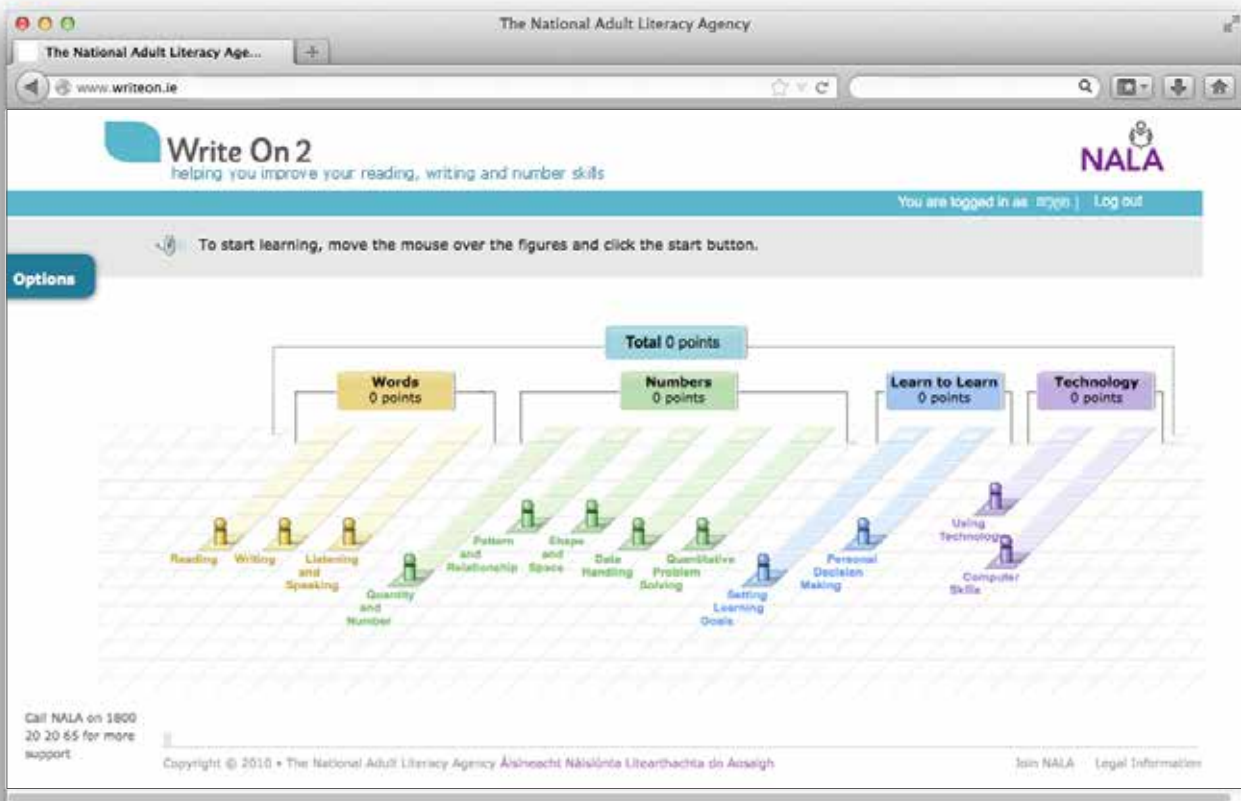 The National Adult Literacy Agency
The National Adult Literacy Age...
www.writeon.ie
Write On 2
helping you improve your reading, writing and number skills
NALA
You are logged in as | Log out
To start learning, move the mouse over the figures and click the start button.
Options
Total 0 points
Words
0 points
Numbers
0 points
Learn to Learn
0 points
Technology
0 points
Reading
Writing
Listening
and
Speaking
Quantity
and
Number
Pattern
and
Relationship
Shape
and
Space
Data
Handling
Quantitative
Problem
Solving
Setting
Learning
Goals
Personal
Decision
Making
Using
Technology
Computer
Skills
Call NALA on 1800
20 20 65 for more
support
Copyright © 2010 • The National Adult Literacy Agency Áisíneacht Náisiúnta Litearthachta do Aosaigh
Join NALA Legal Information